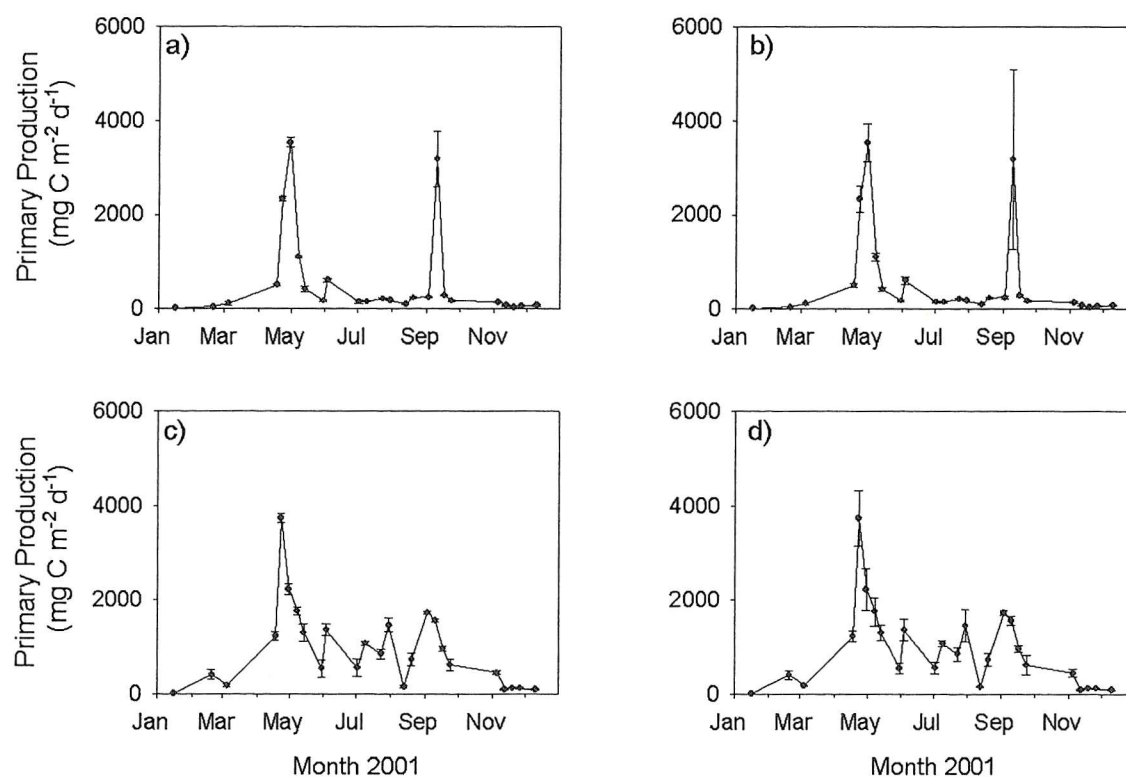 Primary Production
(mg C m⁻² d⁻¹)
6000
4000
2000
0
a)
Jan Mar May Jul Sep Nov
6000
4000
2000
0
b)
Jan Mar May Jul Sep Nov
Primary Production
(mg C m⁻² d⁻¹)
6000
4000
2000
0
c)
Jan Mar May Jul Sep Nov
Month 2001
6000
4000
2000
0
d)
Jan Mar May Jul Sep Nov
Month 2001